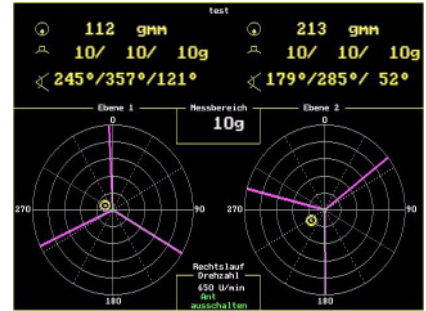 test
112 gmm
213 gmm
10/ 10/ 10g
10/ 10/ 10g
245°/357°/121°
179°/285°/ 52°
Ebene 1
Messbereich
Ebene 2
10g
0
0
270
90
270
90
180
180
Rechtslauf
Drehzahl
650 U/min
Ant
ausschalten